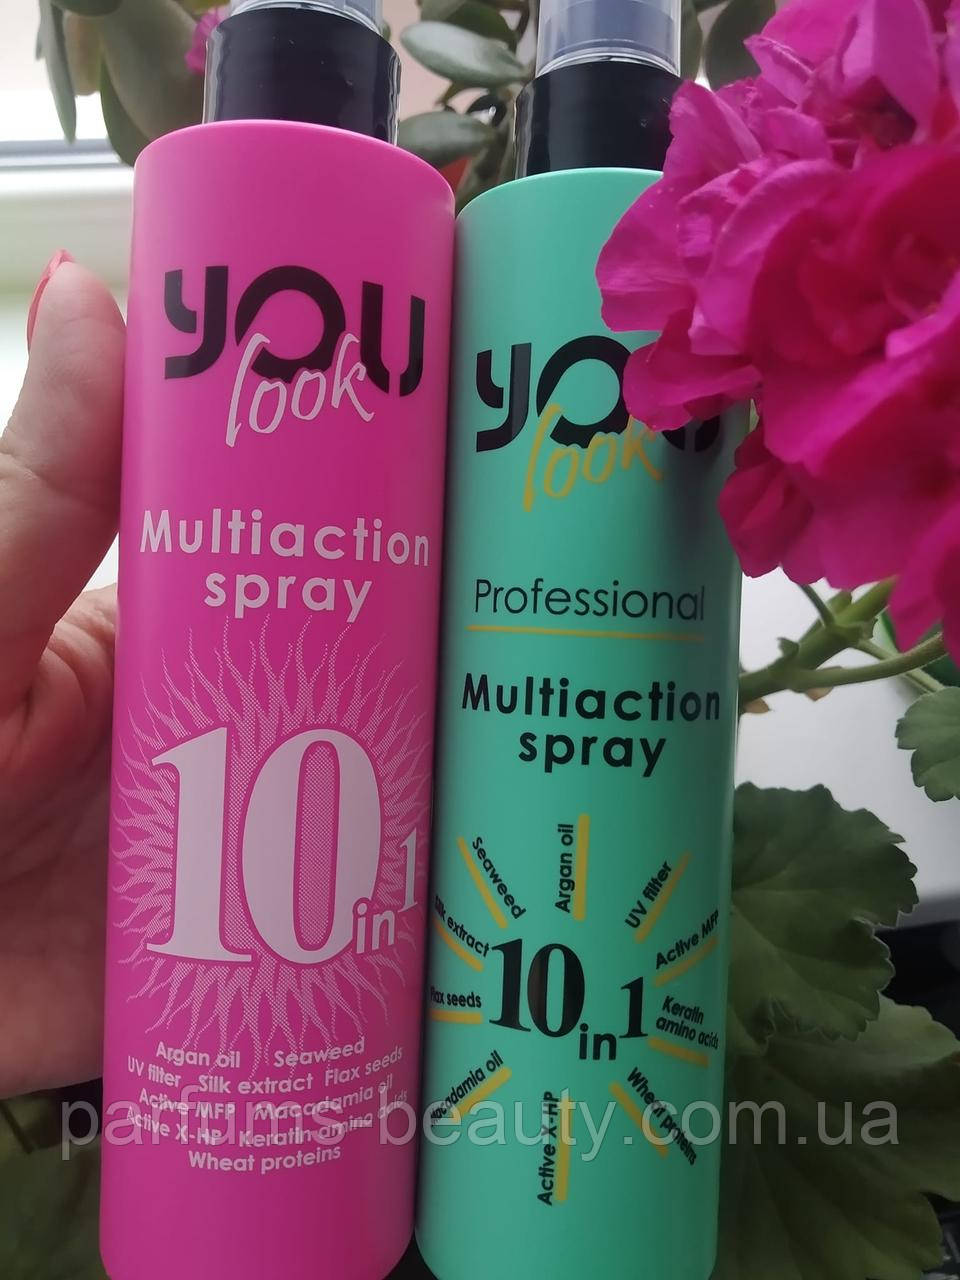 YOU
look
Multiaction
spray
10 in 1
Argan oil Seaweed
UV filter Silk extract Flax seeds
Active MFP Macadamia oil
Active X-HP Keratin amino acids
Wheat proteins
YOU
look
Professional
Multiaction
spray
Flax seeds
Silk extract
Seaweed
Argan oil
UV filter
Active MFP
Keratin
amino acids
Wheat proteins
Active X-HP
Macadamia oil
10 in 1
parfums-beauty.com.ua